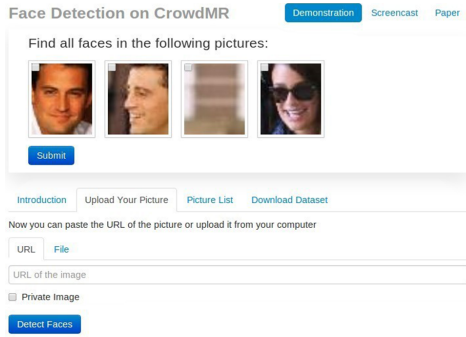 Face Detection on CrowdMR
Demonstration Screencast Paper
Find all faces in the following pictures:
Submit
Introduction Upload Your Picture Picture List Download Dataset
Now you can paste the URL of the picture or upload it from your computer
URL File
URL of the image
Private Image
Detect Faces